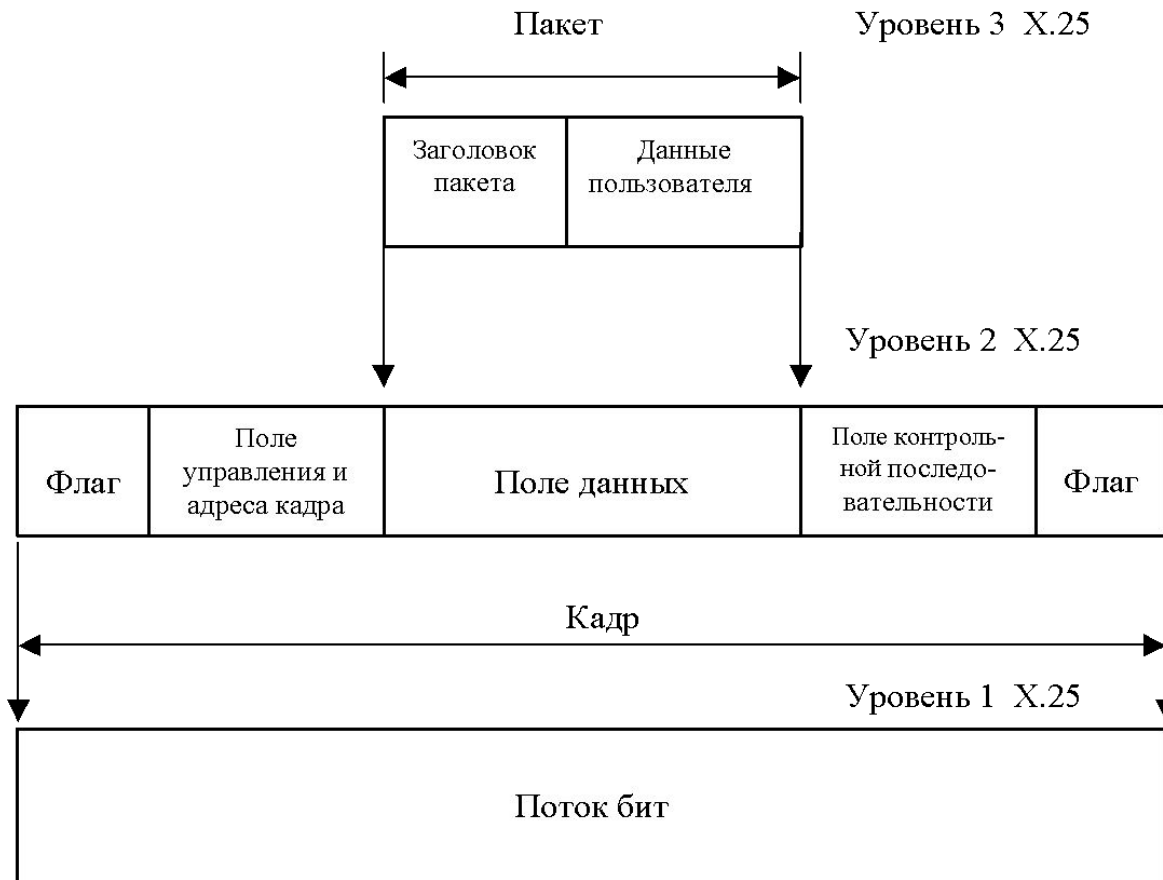 Пакет
Уровень 3 X.25
Заголовок
пакета
Данные
пользователя
Уровень 2 X.25
Флаг
Поле
управления и
адреса кадра
Поле данных
Поле контроль-
ной последо-
вательности
Флаг
Кадр
Уровень 1 X.25
Поток бит